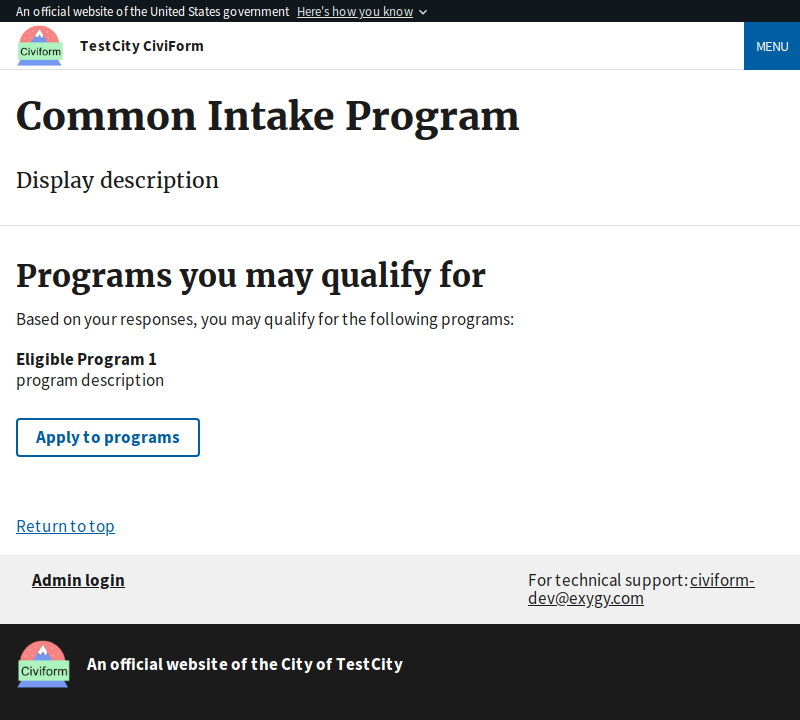 An official website of the United States government Here's how you know
Civiform TestCity CiviForm MENU
Common Intake Program
Display description
Programs you may qualify for
Based on your responses, you may qualify for the following programs:
Eligible Program 1
program description
Apply to programs
Return to top
Admin login
For technical support: civiform-
dev@exygy.com
Civiform An official website of the City of TestCity